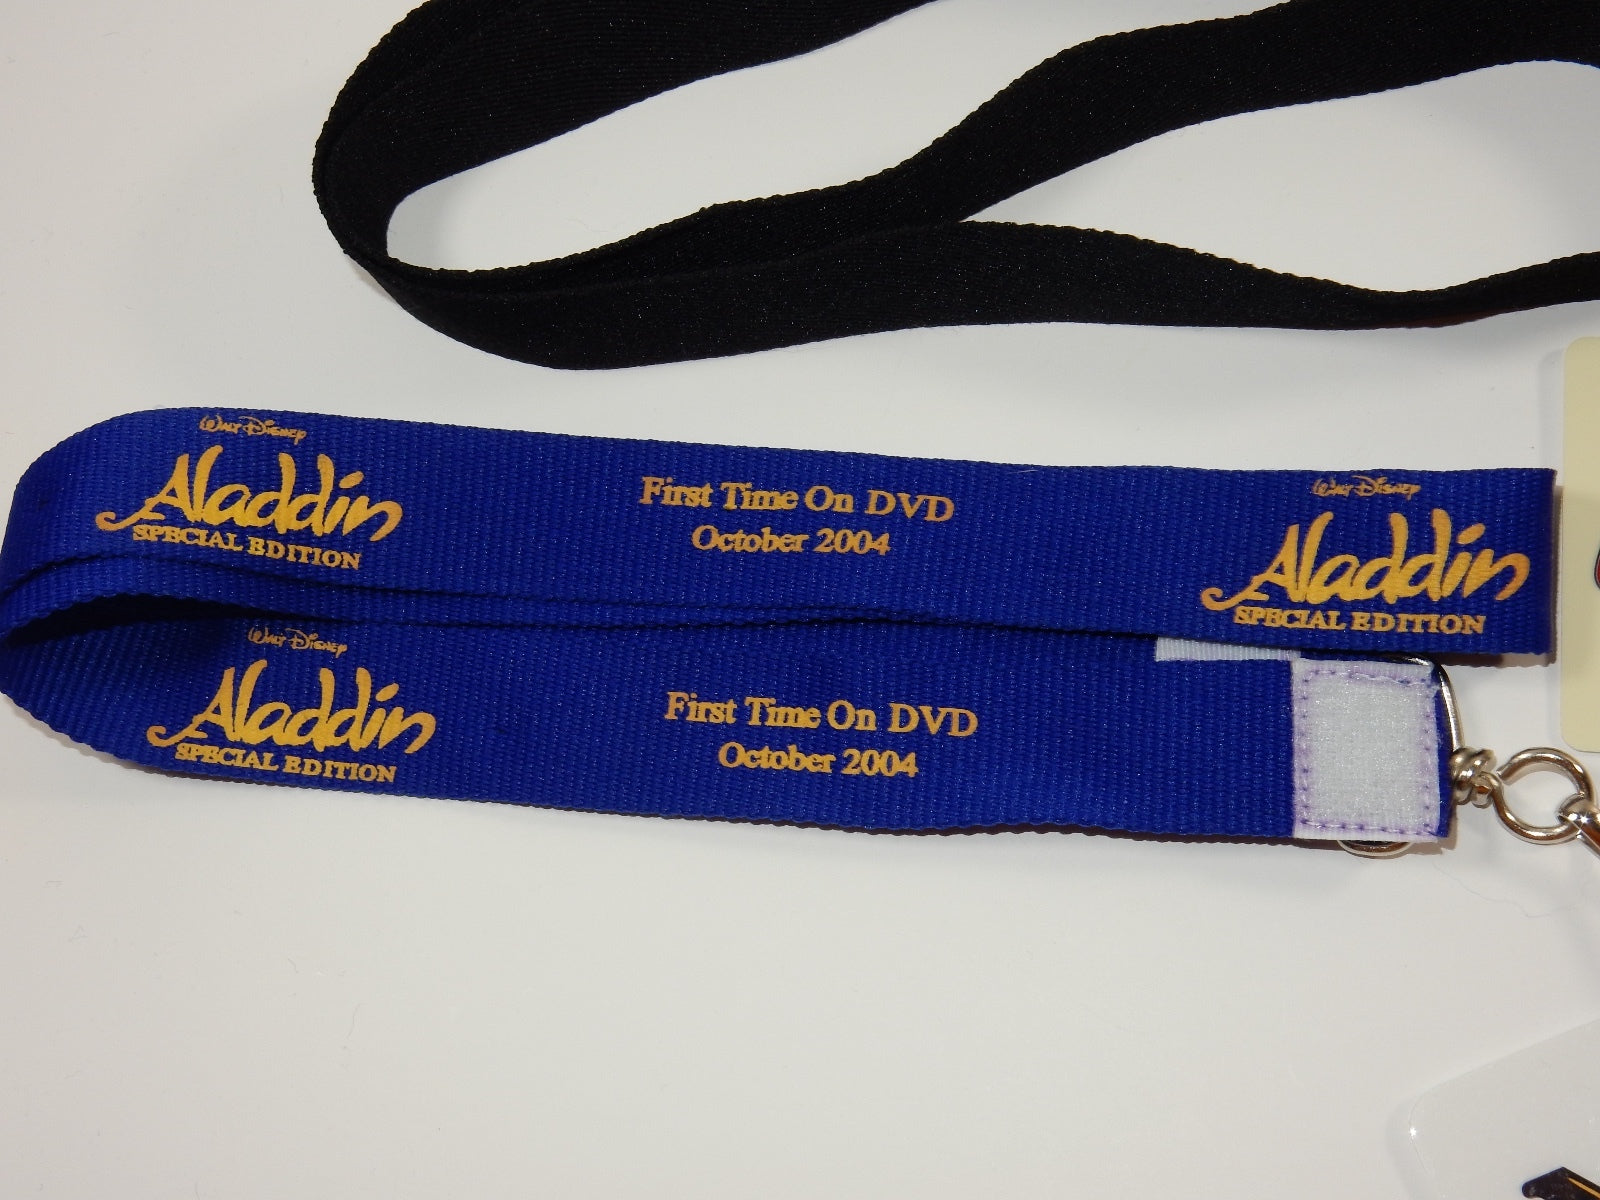 Walt Disney
Aladdin
SPECIAL EDITION
First Time On DVD
October 2004
Walt Disney
Aladdin
SPECIAL EDITION
Walt Disney
Aladdin
SPECIAL EDITION
First Time On DVD
October 2004